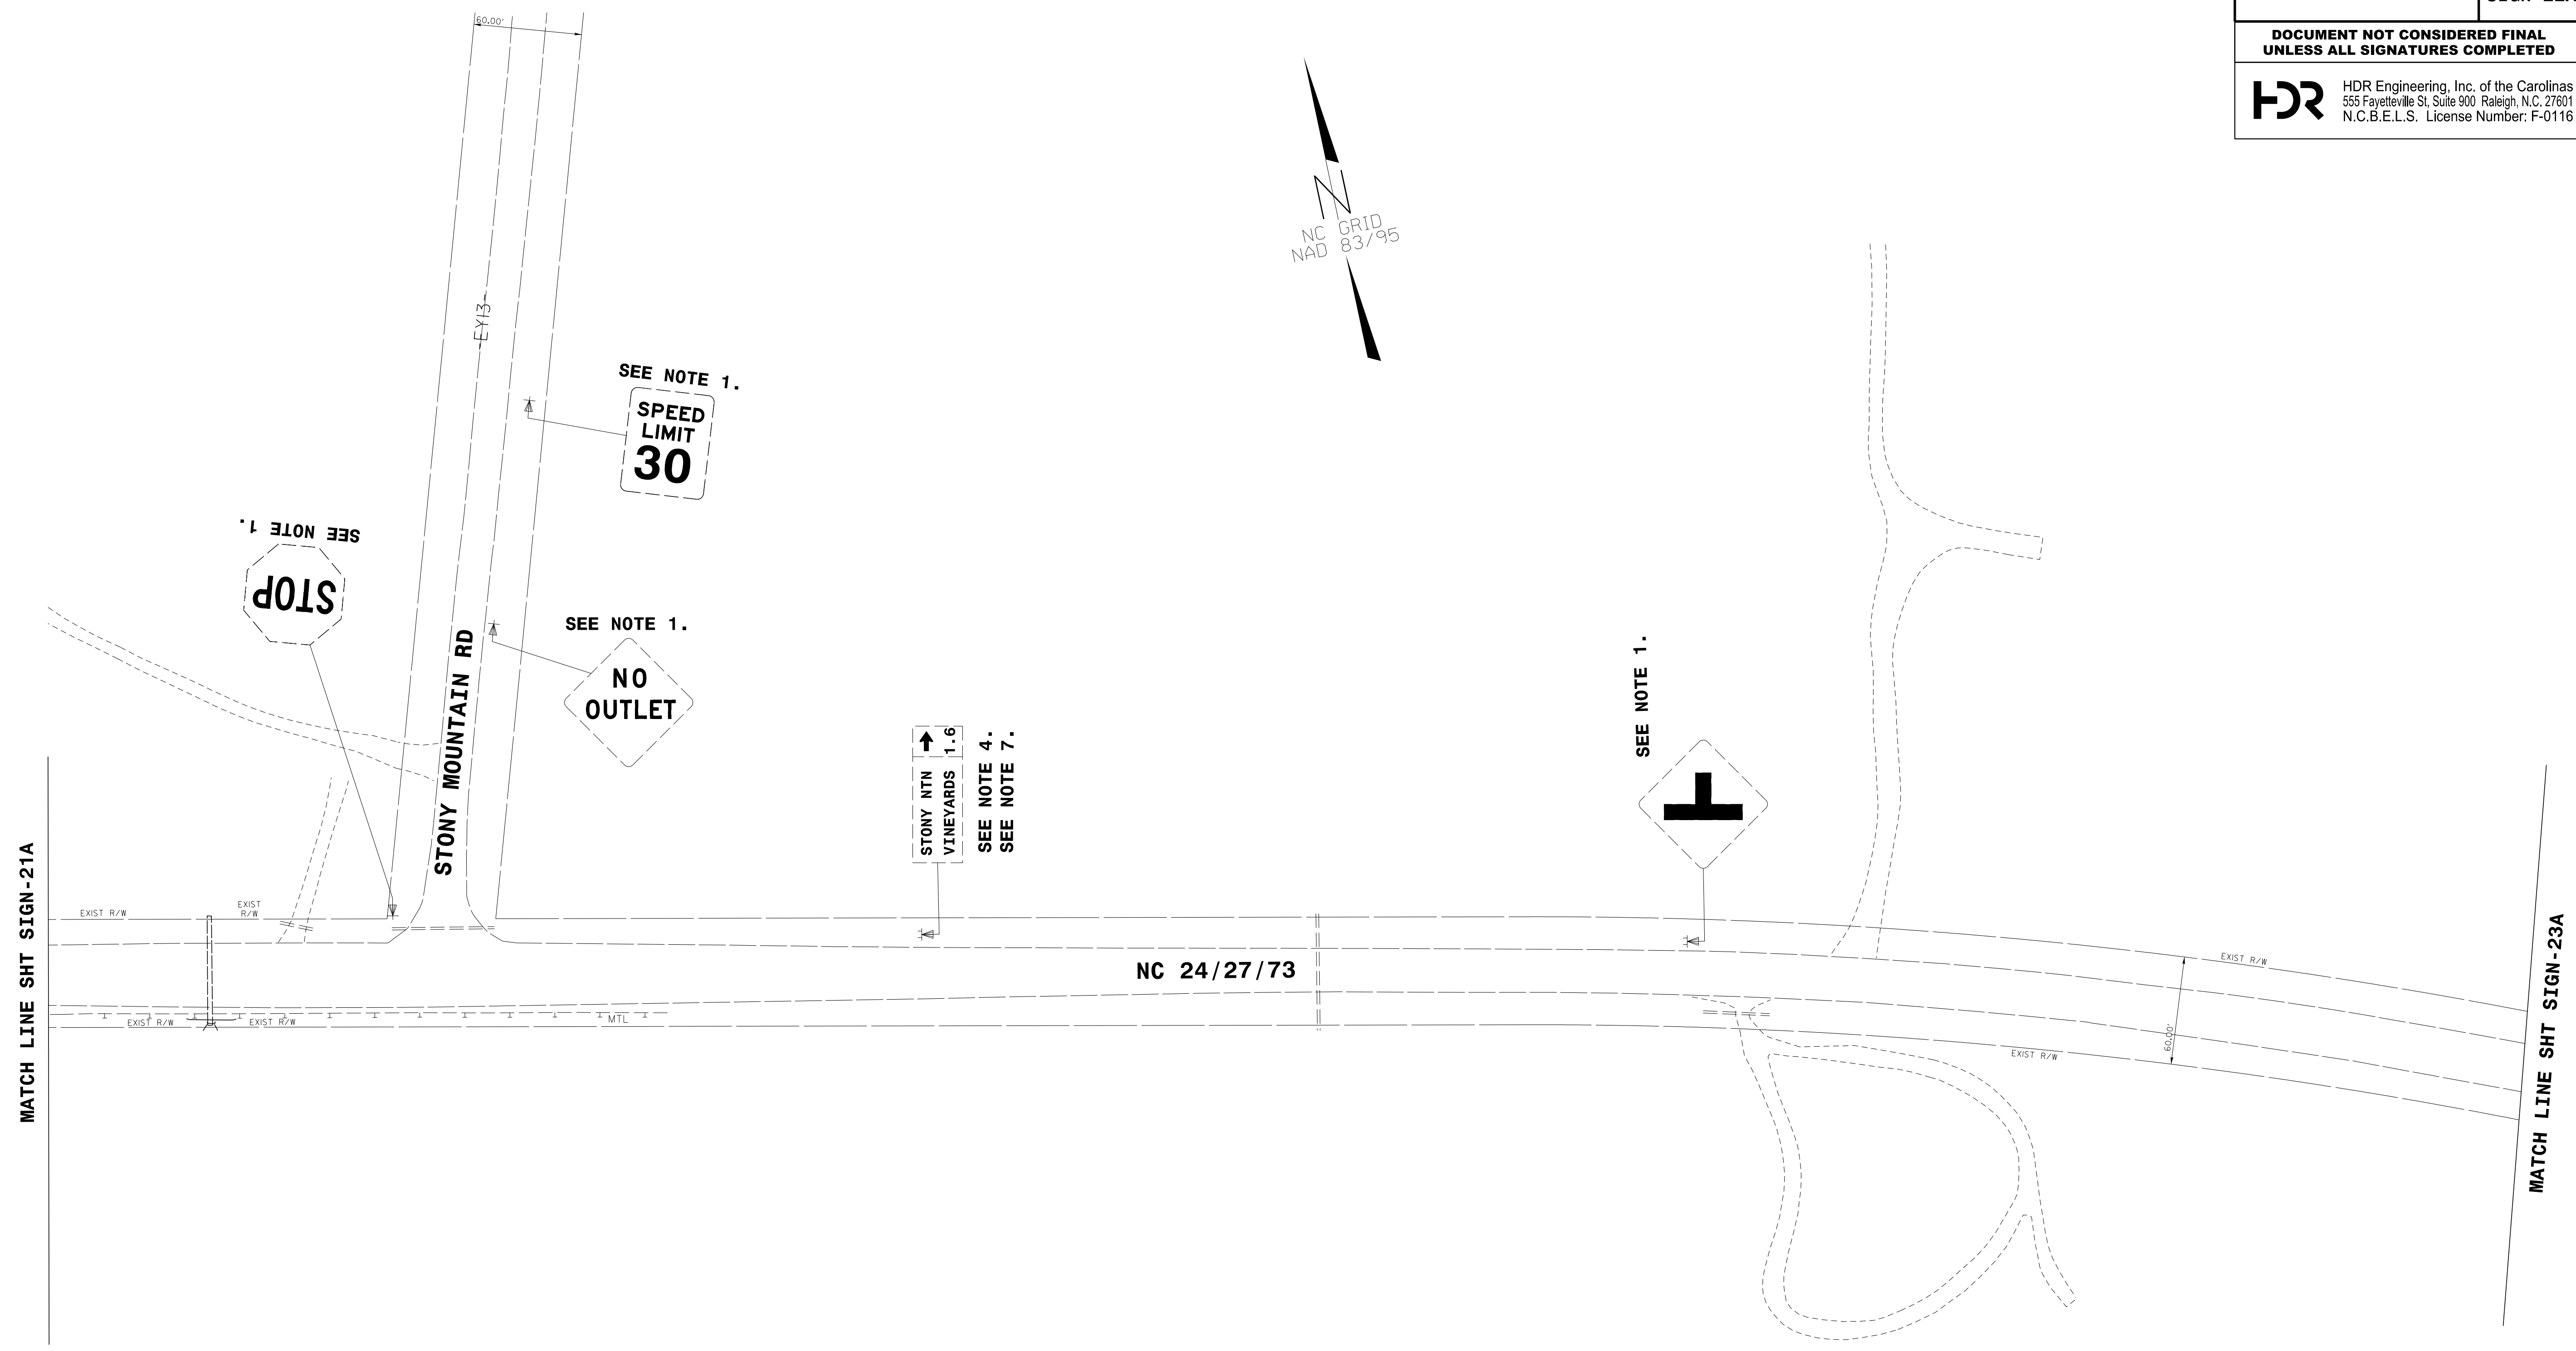 DOCUMENT NOT CONSIDERED FINAL
UNLESS ALL SIGNATURES COMPLETED
HDR
HDR Engineering, Inc. of the Carolinas
555 Fayetteville St, Suite 900 Raleigh, N.C. 27601
N.C.B.E.L.S. License Number: F-0116
60.00'
NC GRID
NAD 83/95
-EY13-
SEE NOTE 1.
SPEED
LIMIT
30
SEE NOTE 1.
STOP
SEE NOTE 1.
NO
OUTLET
STONY MOUNTAIN RD
STONY NTN
VINEYARDS 1.6
SEE NOTE 4.
SEE NOTE 7.
SEE NOTE 1.
MATCH LINE SHT SIGN-21A
EXIST R/W
EXIST
R/W
NC 24/27/73
EXIST R/W
EXIST R/W
MTL
EXIST R/W
60.00'
EXIST R/W
MATCH LINE SHT SIGN-23A